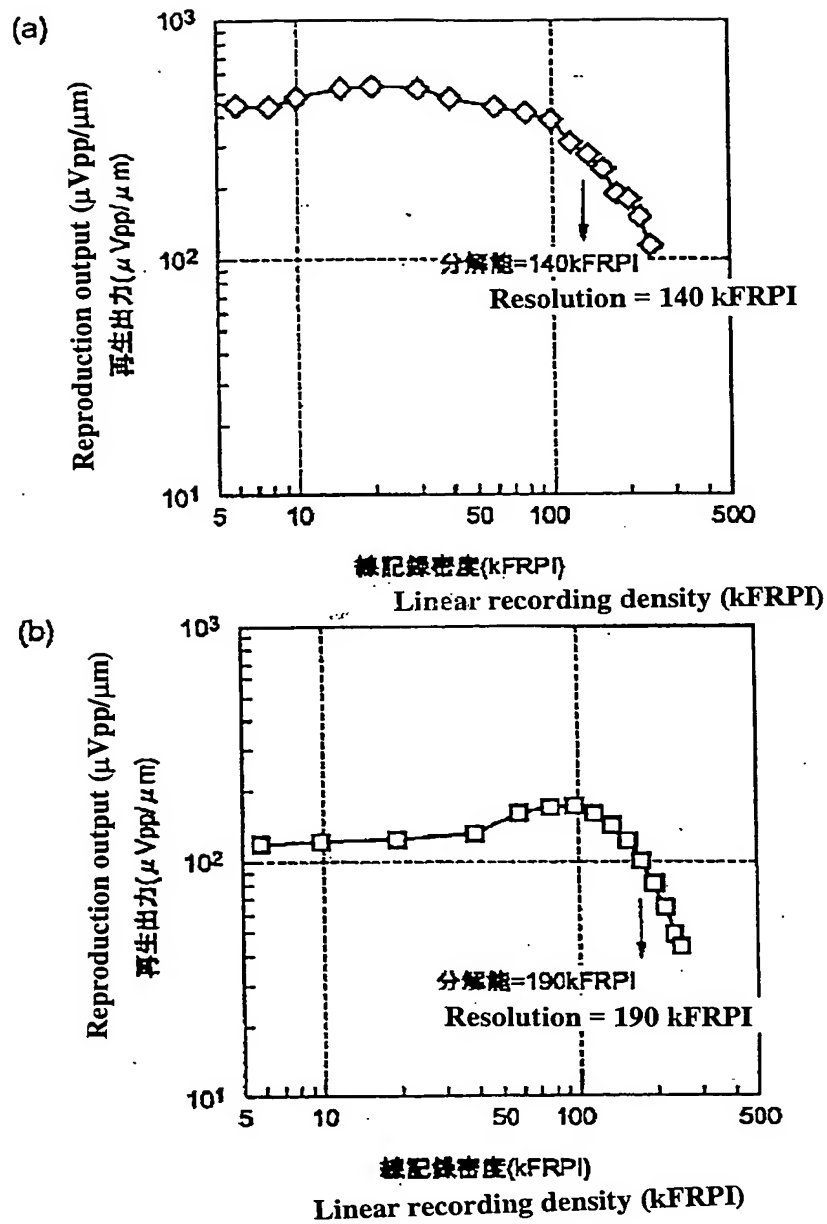 (a)
10³
10²
10¹
Reproduction output (μVpp/μm)
再生出力(μVpp/μm)
分解能=140kFRPI
Resolution = 140 kFRPI
5 10 50 100 500
線記録密度(kFRPI)
Linear recording density (kFRPI)
(b)
10³
10²
10¹
Reproduction output (μVpp/μm)
再生出力(μVpp/μm)
分解能=190kFRPI
Resolution = 190 kFRPI
5 10 50 100 500
線記録密度(kFRPI)
Linear recording density (kFRPI)